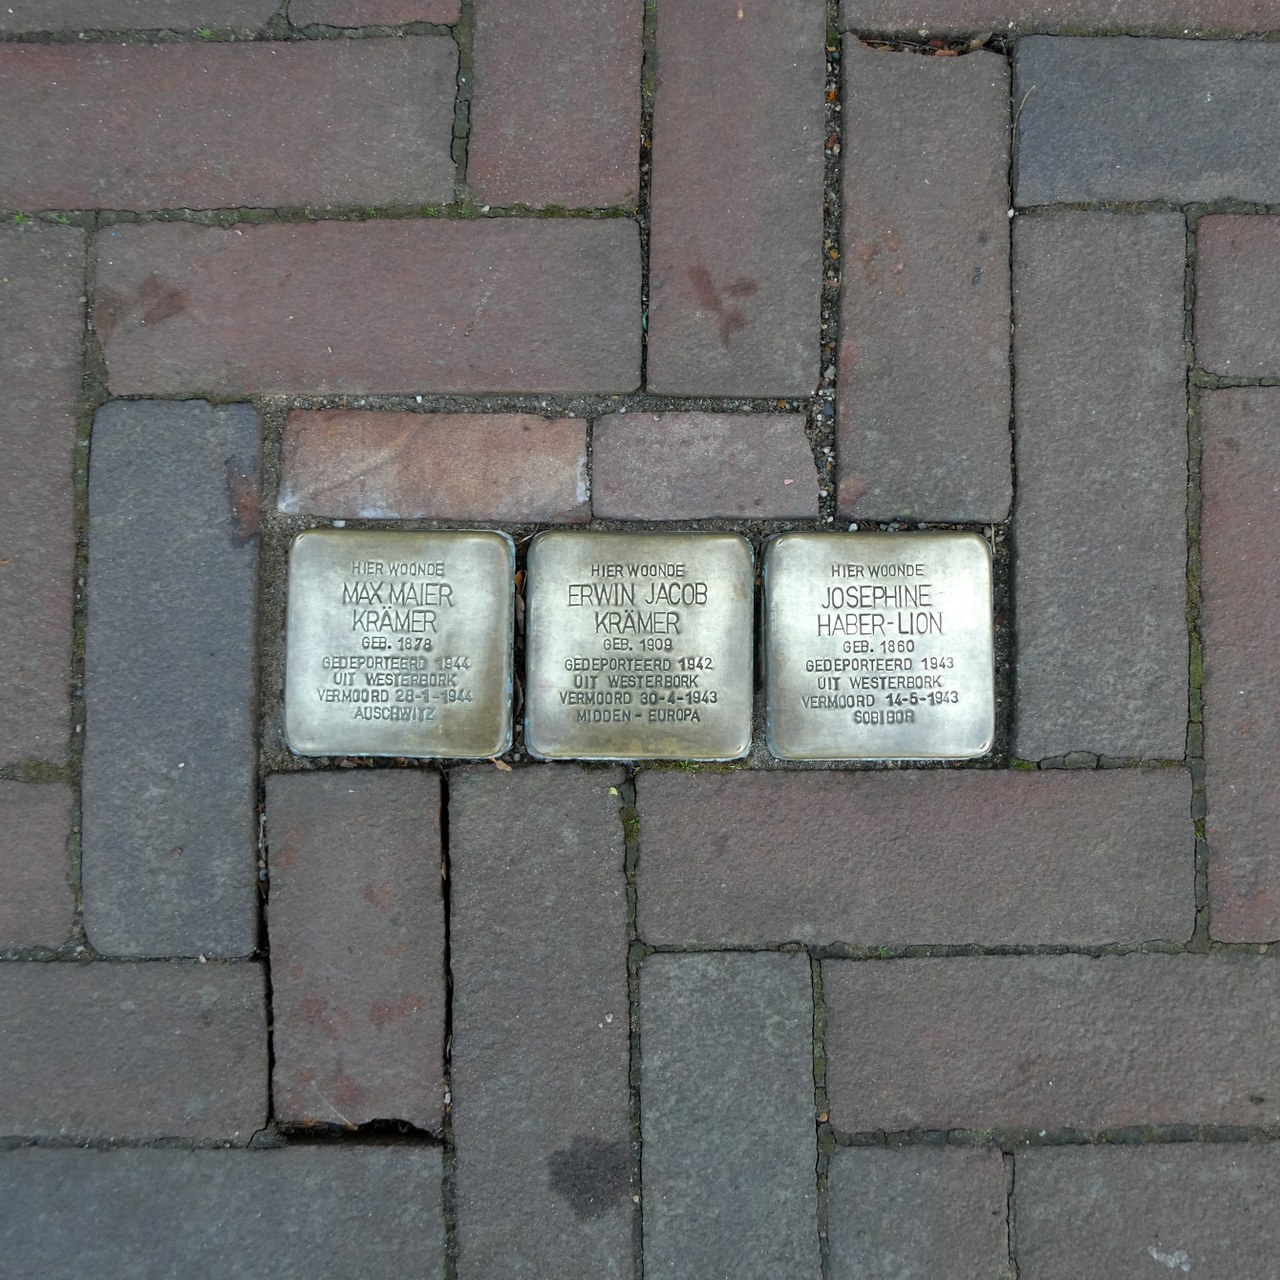 HIER WOONDE
MAX MAIER
KRÄMER
GEB. 1878
GEDEPORTEERD 1944
UIT WESTERBORK
VERMOORD 28-1-1944
AUSCHWITZ
HIER WOONDE
ERWIN JACOB
KRÄMER
GEB. 1909
GEDEPORTEERD 1942
UIT WESTERBORK
VERMOORD 30-4-1943
MIDDEN - EUROPA
HIER WOONDE
JOSEPHINE
HABER-LION
GEB. 1860
GEDEPORTEERD 1943
UIT WESTERBORK
VERMOORD 14-5-1943
SOBIBOR